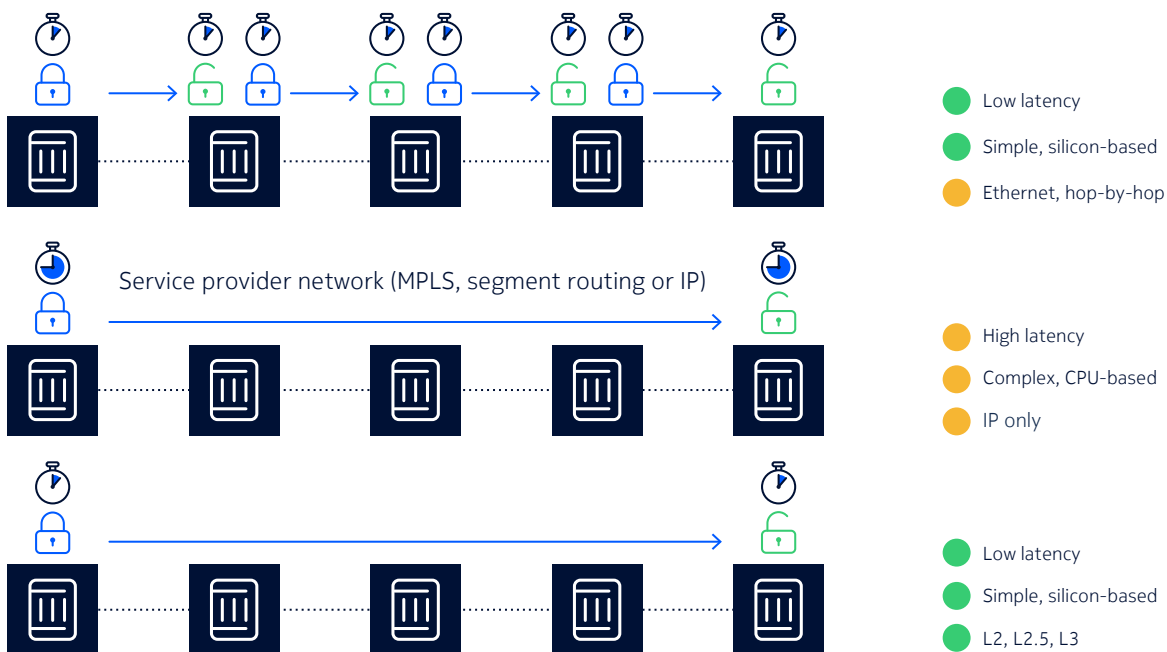 Low latency
Simple, silicon-based
Ethernet, hop-by-hop
Service provider network (MPLS, segment routing or IP)
High latency
Complex, CPU-based
IP only
Low latency
Simple, silicon-based
L2, L2.5, L3